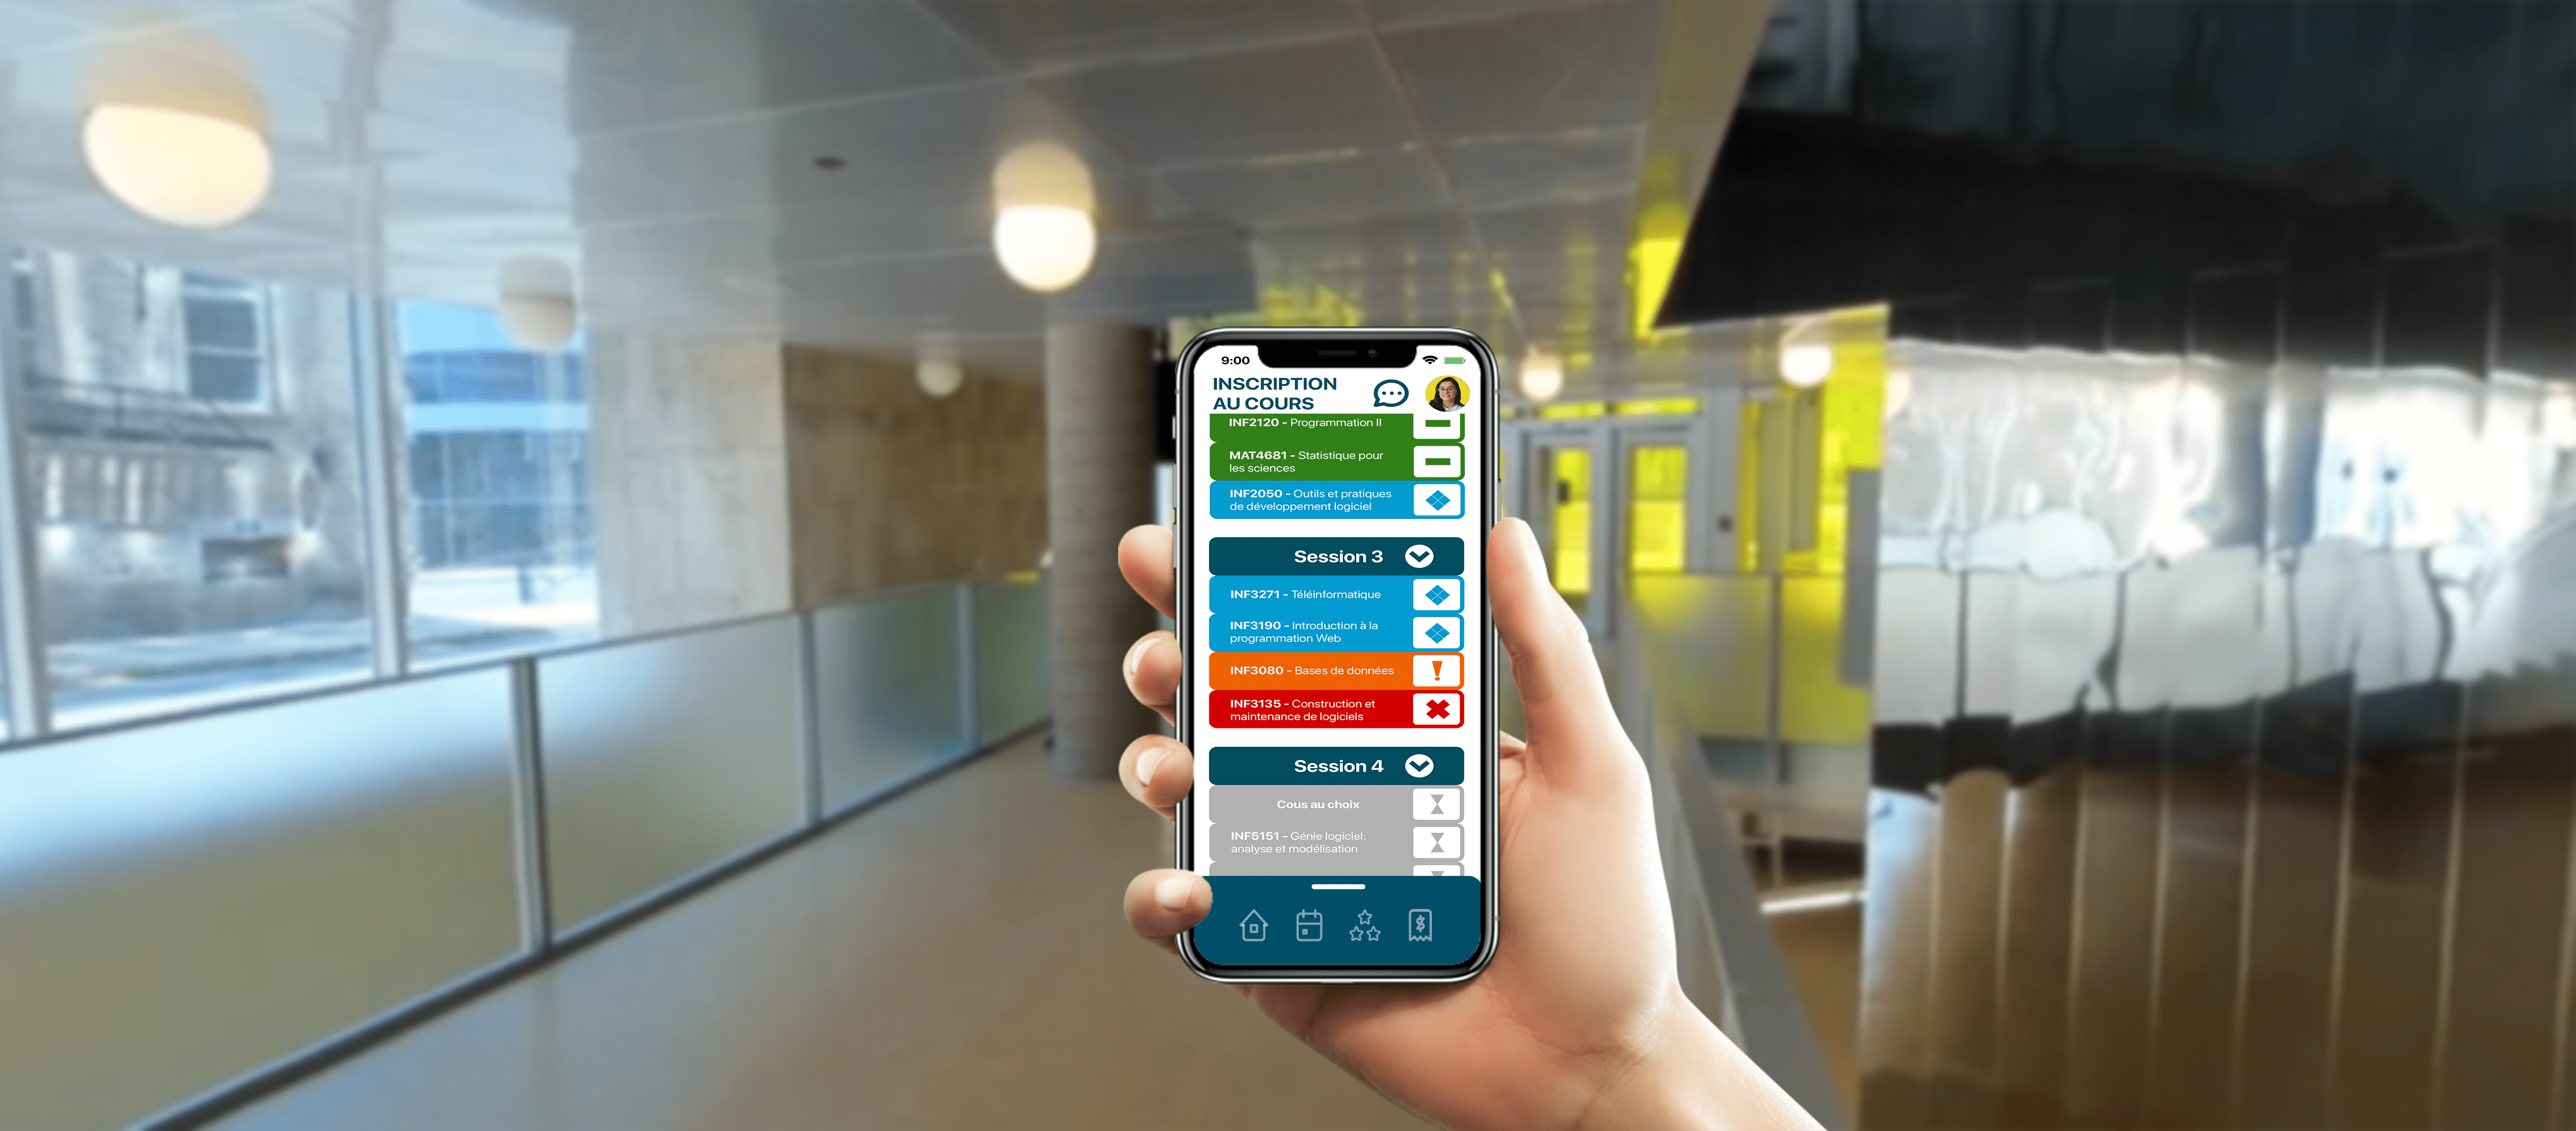 9:00
INSCRIPTION
AU COURS
INF2120 - Programmation II
MAT4681 - Statistique pour
les sciences
INF2050 - Outils et pratiques
de développement logiciel
Session 3
INF3271 - Téléinformatique
INF3190 - Introduction à la
programmation Web
INF3080 - Bases de données
INF3135 - Construction et
maintenance de logiciels
Session 4
Cous au choix
INF5151 - Génie logiciel:
analyse et modélisation